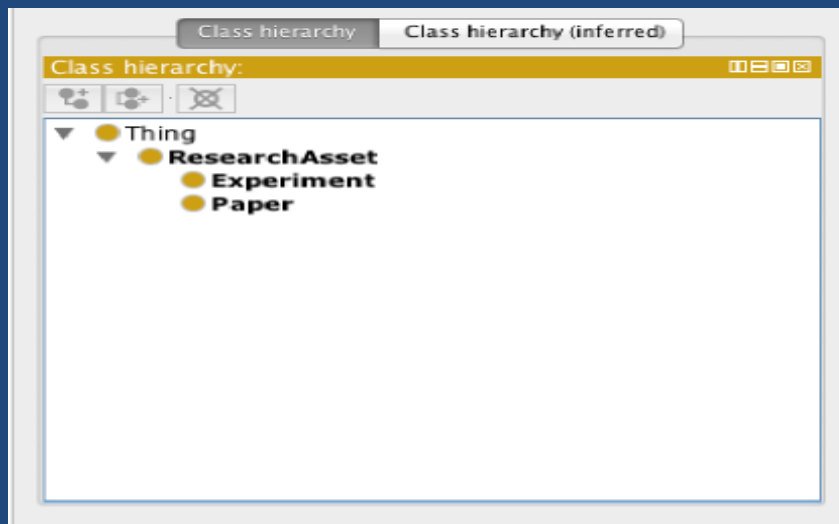 Class hierarchy Class hierarchy (inferred)
Class hierarchy:
Thing
ResearchAsset
Experiment
Paper